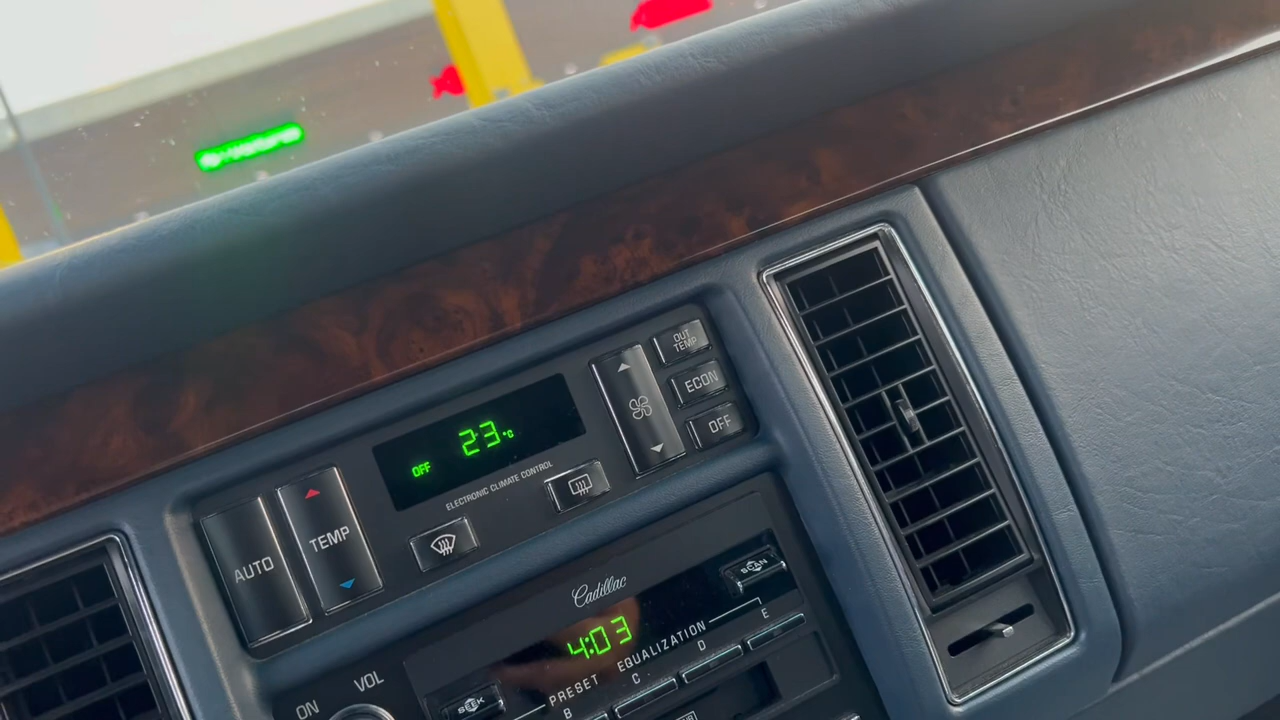 OUT TEMP
ECON
OFF
23°C
OFF
ELECTRONIC CLIMATE CONTROL
AUTO
TEMP
Cadillac
SCAN
4:03
EQUALIZATION
E
D
C
B
PRESET
SEEK
VOL
ON